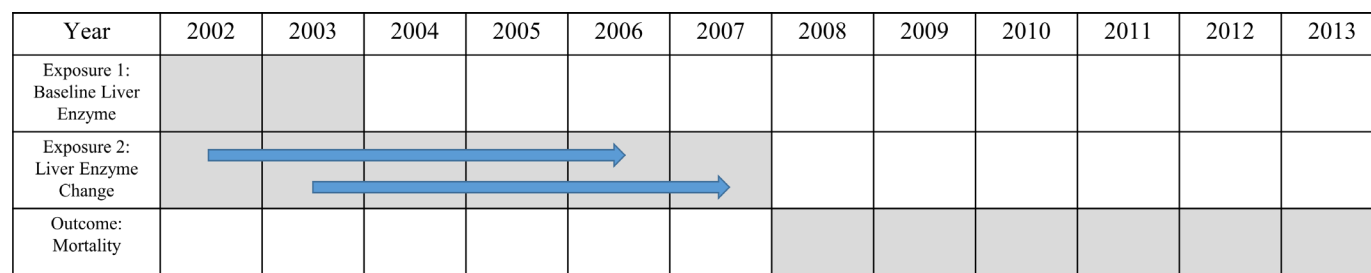 Year 2002 2003 2004 2005 2006 2007 2008 2009 2010 2011 2012 2013
Exposure 1:
Baseline Liver
Enzyme
Exposure 2:
Liver Enzyme
Change
Outcome:
Mortality